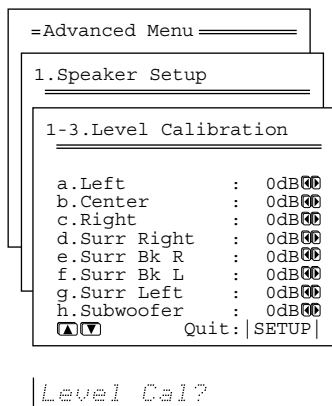 =Advanced Menu
1.Speaker Setup
1-3.Level Calibration
a.Left : 0dB
b.Center : 0dB
c.Right : 0dB
d.Surr Right : 0dB
e.Surr Bk R : 0dB
f.Surr Bk L : 0dB
g.Surr Left : 0dB
h.Subwoofer : 0dB
Quit:|SETUP|
Level Cal?